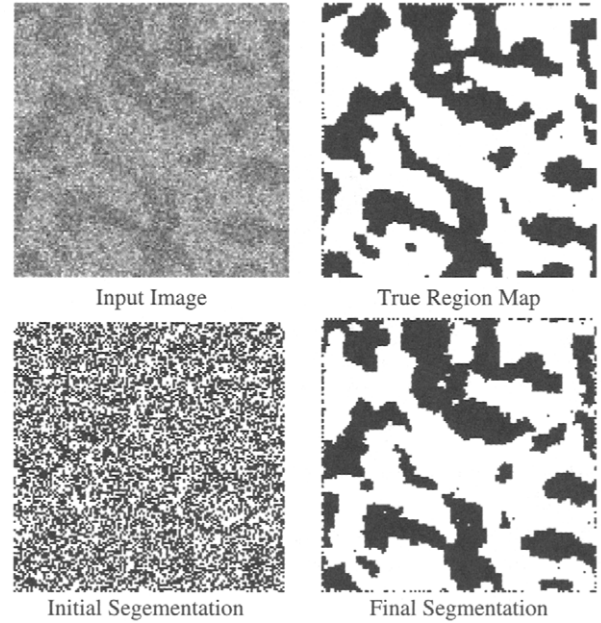 Input Image
True Region Map
Initial Segementation
Final Segmentation